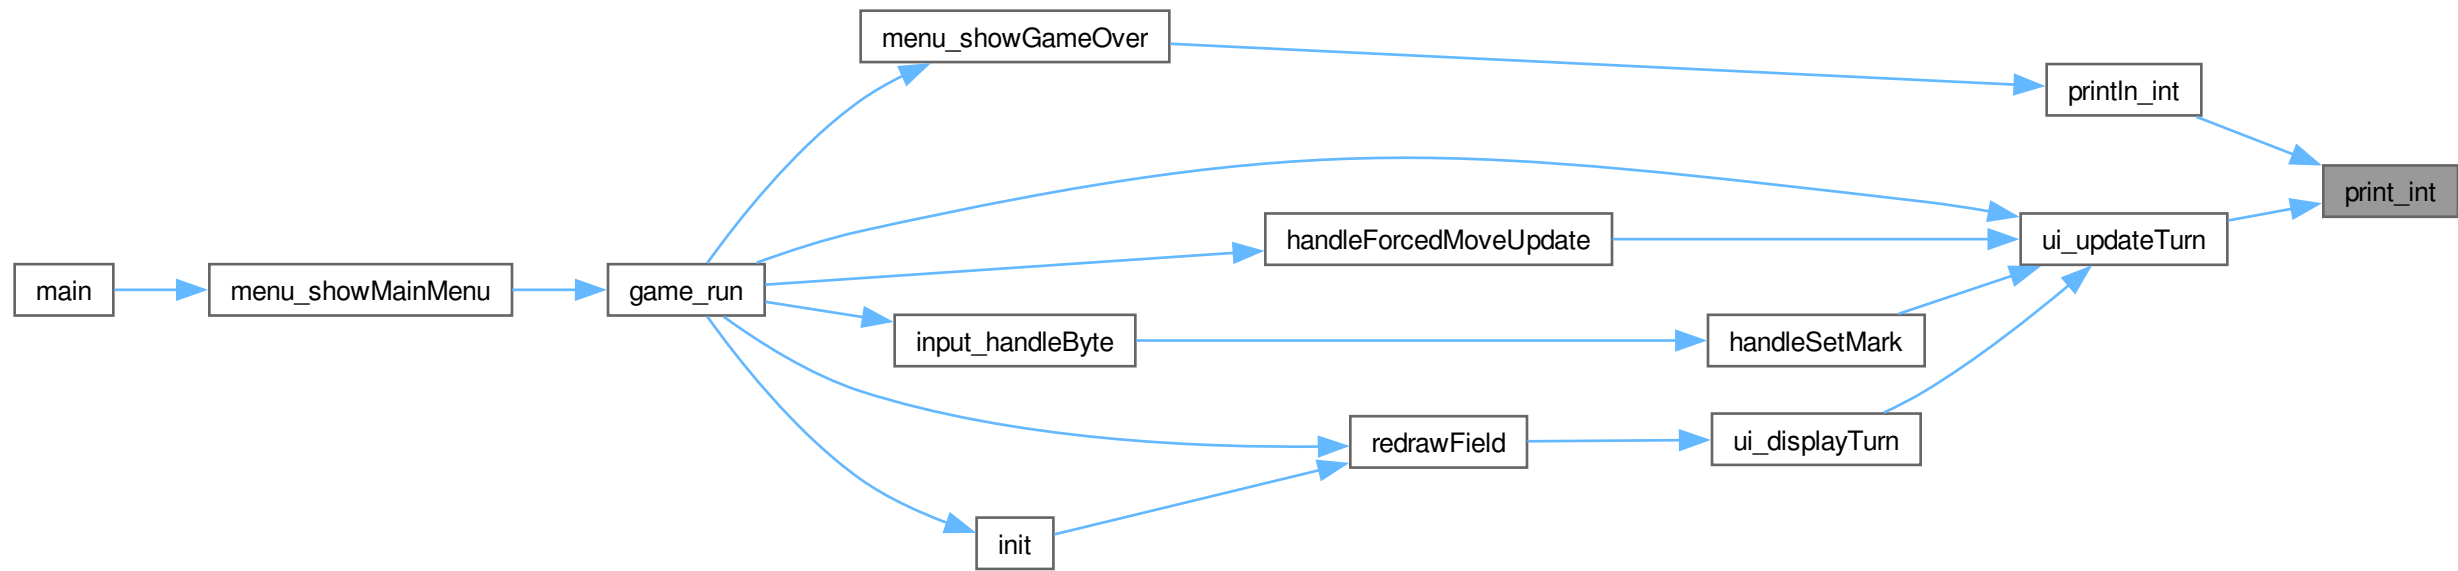 menu_showGameOver
println_int
print_int
handleForcedMoveUpdate
ui_updateTurn
main
menu_showMainMenu
game_run
input_handleByte
handleSetMark
redrawField
ui_displayTurn
init